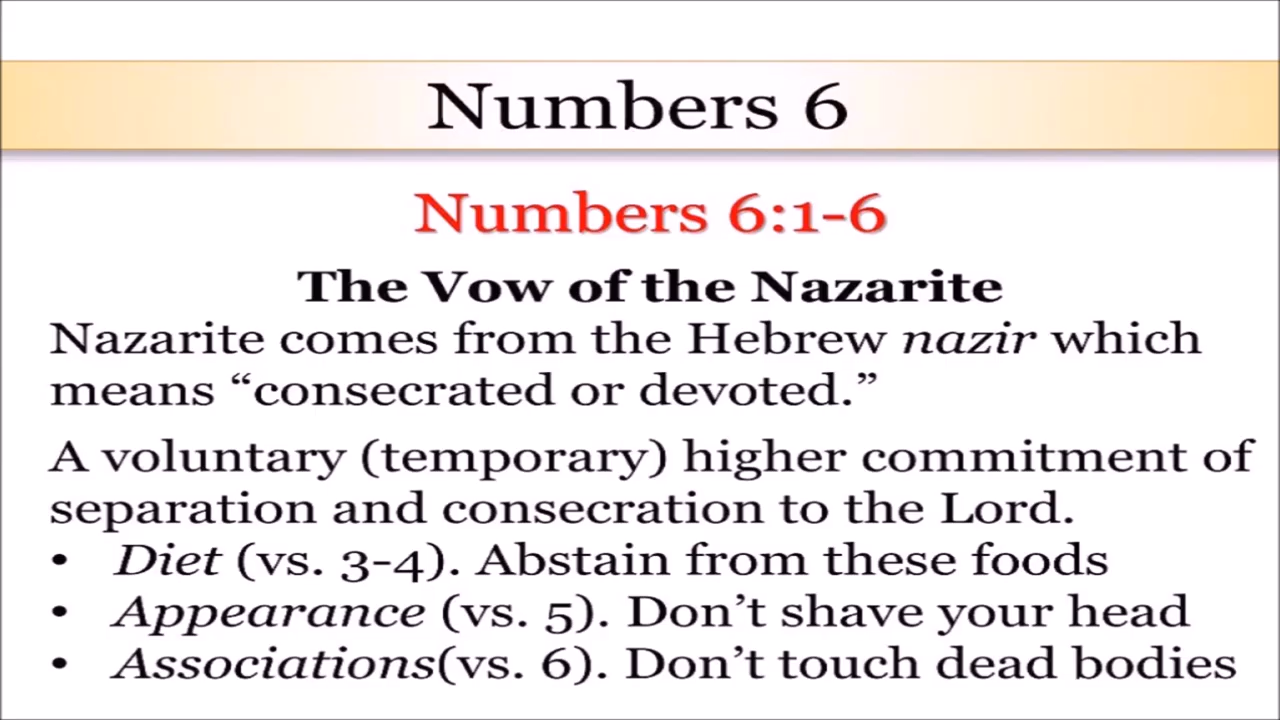 Numbers 6
Numbers 6:1-6
The Vow of the Nazarite
Nazarite comes from the Hebrew nazir which
means “consecrated or devoted.”
A voluntary (temporary) higher commitment of
separation and consecration to the Lord.
• Diet (vs. 3-4). Abstain from these foods
• Appearance (vs. 5). Don’t shave your head
• Associations(vs. 6). Don’t touch dead bodies